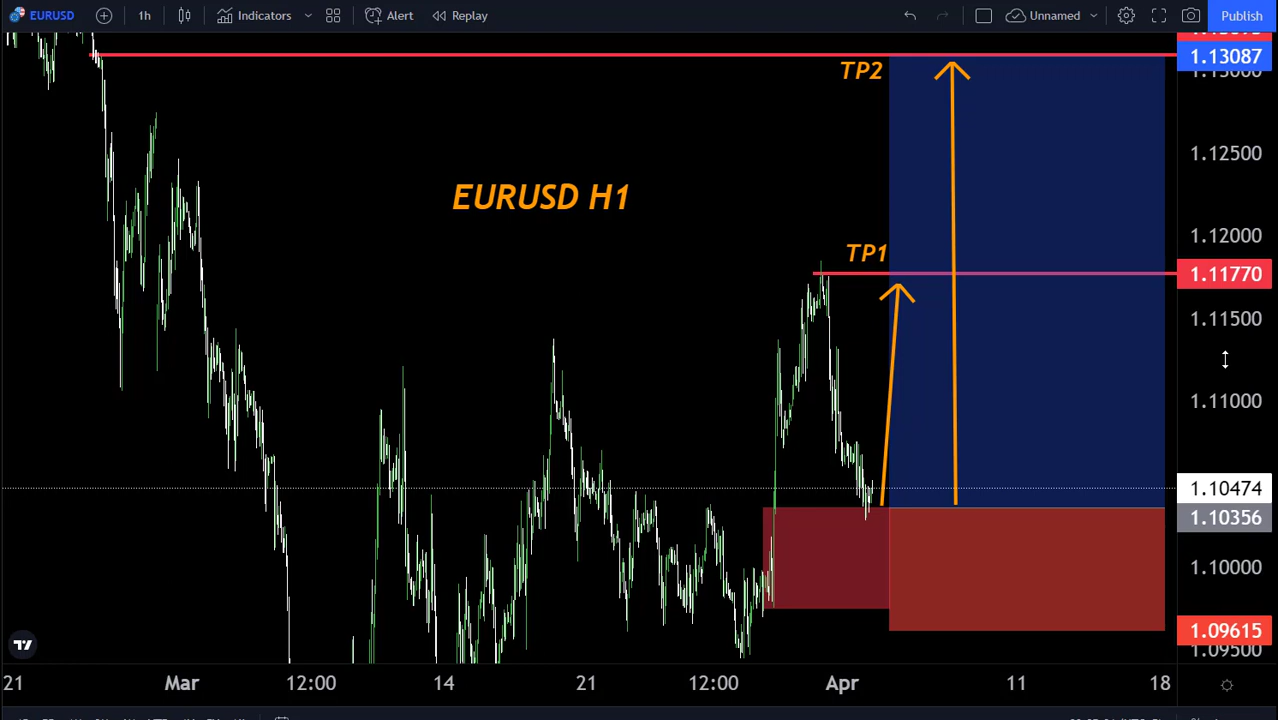 EURUSD 1h Indicators Alert Replay Unnamed Publish
1.13087
1.13000
TP2
1.12500
EURUSD H1
1.12000
TP1
1.11770
1.11500
1.11000
1.10474
1.10356
1.10000
1.09615
1.09500
21 Mar 12:00 14 21 12:00 Apr 11 18